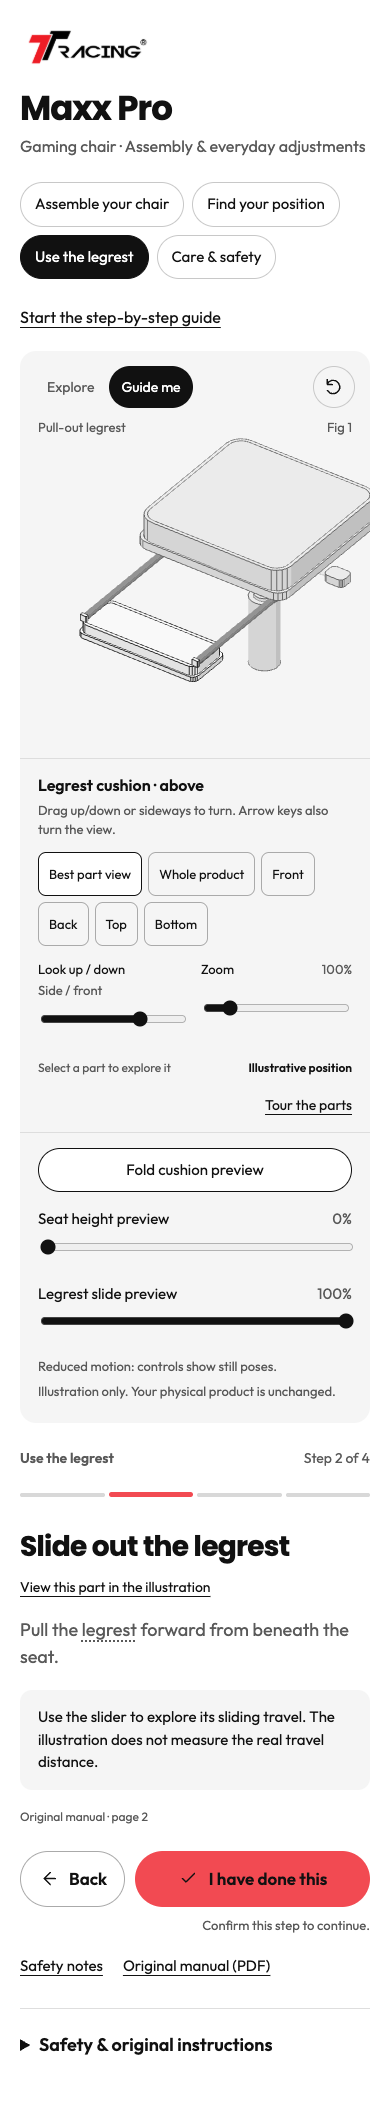 TTRACING®
Maxx Pro
Gaming chair · Assembly & everyday adjustments
Assemble your chair
Find your position
Use the legrest
Care & safety
Start the step-by-step guide
Explore
Guide me
Pull-out legrest
Fig 1
Legrest cushion · above
Drag up/down or sideways to turn. Arrow keys also
turn the view.
Best part view
Whole product
Front
Back
Top
Bottom
Look up / down
Side / front
Zoom
100%
Select a part to explore it
Illustrative position
Tour the parts
Fold cushion preview
Seat height preview
0%
Legrest slide preview
100%
Reduced motion: controls show still poses.
Illustration only. Your physical product is unchanged.
Use the legrest
Step 2 of 4
Slide out the legrest
View this part in the illustration
Pull the legrest forward from beneath the
seat.
Use the slider to explore its sliding travel. The
illustration does not measure the real travel
distance.
Original manual · page 2
Back
I have done this
Confirm this step to continue.
Safety notes
Original manual (PDF)
Safety & original instructions